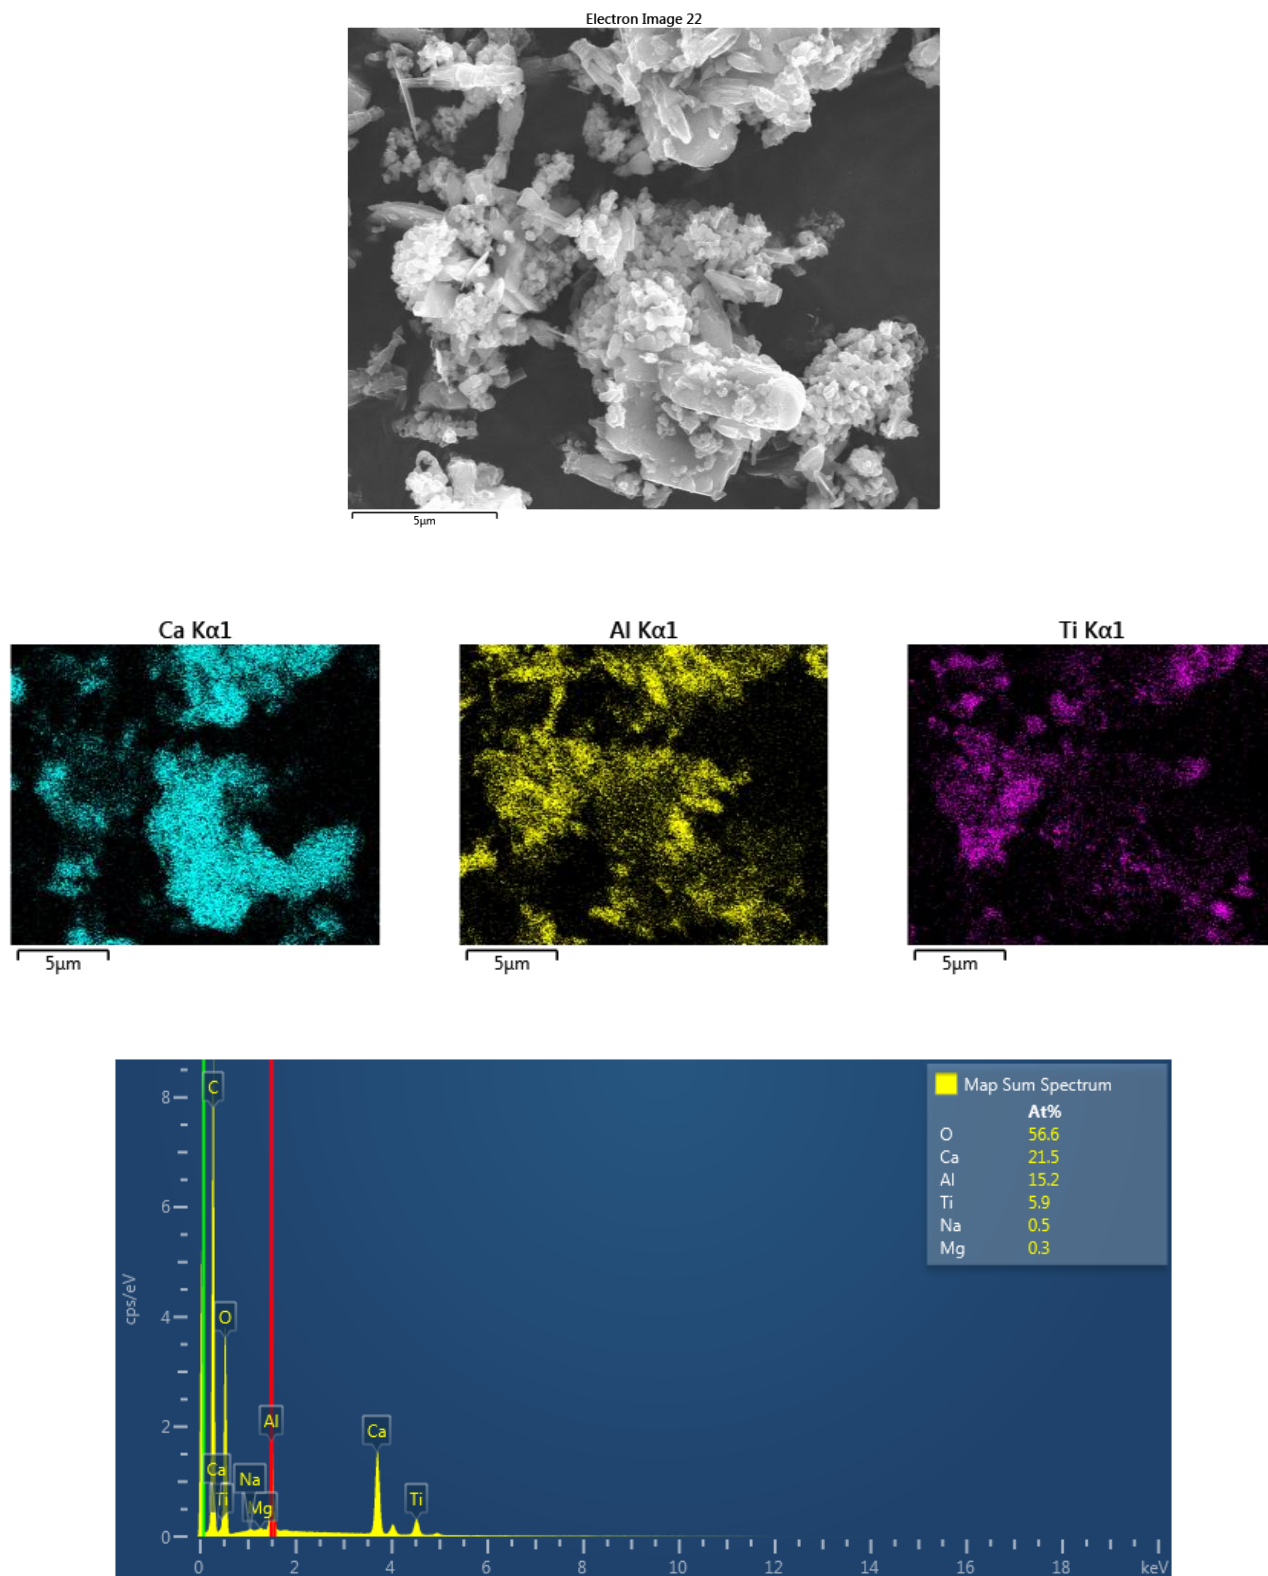 Electron Image 22
5µm
Ca Kα1
Al Kα1
Ti Kα1
5µm
5µm
5µm
Map Sum Spectrum
At%
O 56.6
Ca 21.5
Al 15.2
Ti 5.9
Na 0.5
Mg 0.3
8
6
4
2
0
cps/eV
C
O
Al
Ca
Ca
Na
Ti
Mg
Ti
0 2 4 6 8 10 12 14 16 18 keV